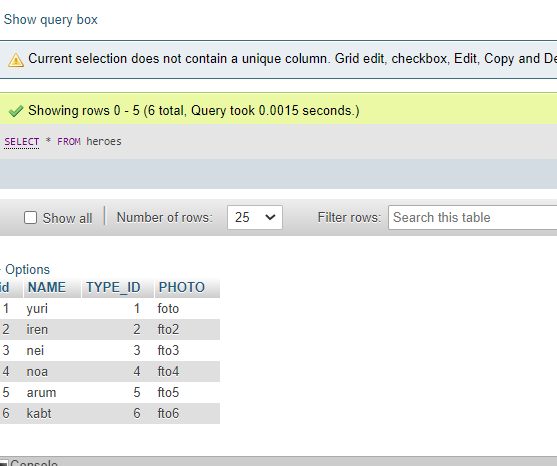 Show query box
Current selection does not contain a unique column. Grid edit, checkbox, Edit, Copy and De
Showing rows 0 - 5 (6 total, Query took 0.0015 seconds.)
SELECT * FROM heroes
Show all Number of rows: 25 Filter rows: Search this table
Options
id NAME TYPE_ID PHOTO
1 yuri 1 foto
2 iren 2 fto2
3 nei 3 fto3
4 noa 4 fto4
5 arum 5 fto5
6 kabt 6 fto6
Console